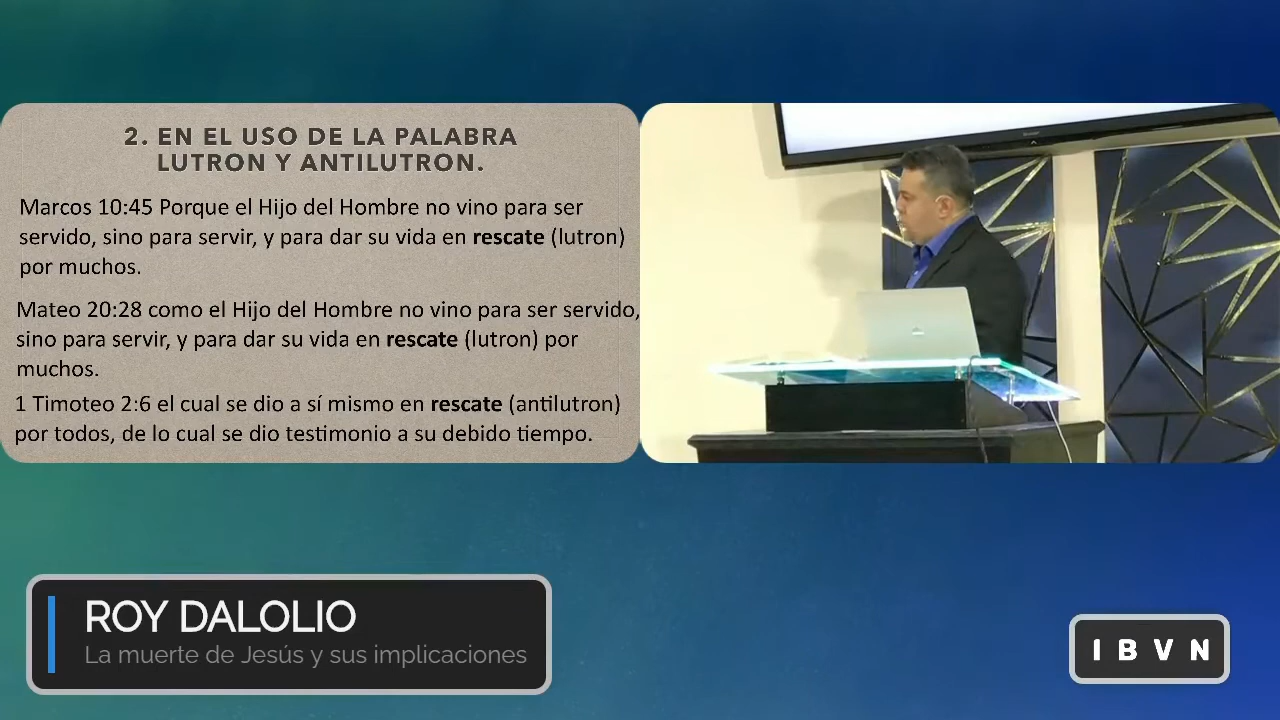 2. EN EL USO DE LA PALABRA
LUTRON Y ANTILUTRON.
Marcos 10:45 Porque el Hijo del Hombre no vino para ser
servido, sino para servir, y para dar su vida en rescate (lutron)
por muchos.
Mateo 20:28 como el Hijo del Hombre no vino para ser servido,
sino para servir, y para dar su vida en rescate (lutron) por
muchos.
1 Timoteo 2:6 el cual se dio a sí mismo en rescate (antilutron)
por todos, de lo cual se dio testimonio a su debido tiempo.
ROY DALOLIO
La muerte de Jesús y sus implicaciones
IBVN